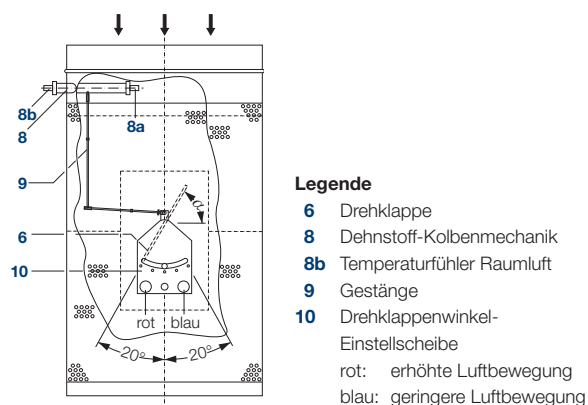 8b
8
8a
9
α
6
10
rot blau
20° 20°
Legende
6 Drehklappe
8 Dehnstoff-Kolbenmechanik
8b Temperaturfühler Raumluft
9 Gestänge
10 Drehklappenwinkel-
Einstellscheibe
rot: erhöhte Luftbewegung
blau: geringere Luftbewegung